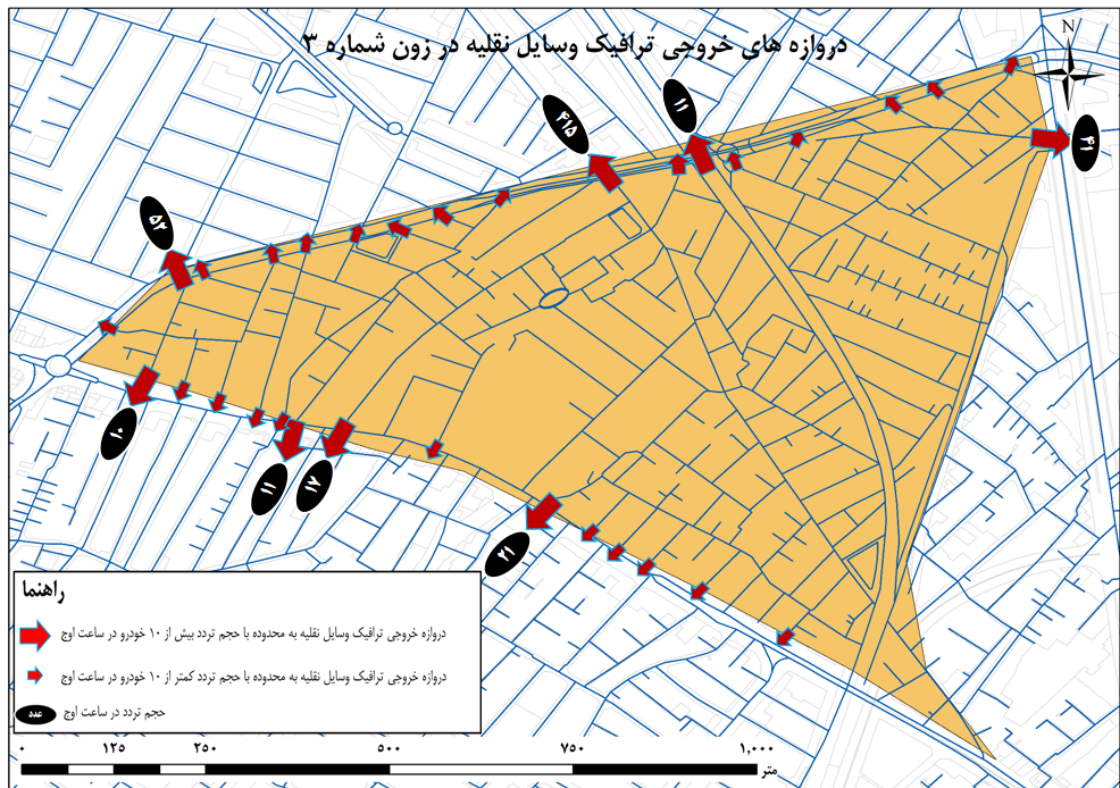 دروازه های خروجی ترافیک وسایل نقلیه در زون شماره ۳
N
۴۱۵
۱۱
۴۱
۵۴
۱۰
۱۱
۱۷
۲۱
راهنما
دروازه خروجی ترافیک وسایل نقلیه به محدوده با حجم تردد بیش از ۱۰ خودرو در ساعت اوج
دروازه خروجی ترافیک وسایل نقلیه به محدوده با حجم تردد کمتر از ۱۰ خودرو در ساعت اوج
عدد حجم تردد در ساعت اوج
۰ ۱۲۵ ۲۵۰ ۵۰۰ ۷۵۰ ۱,۰۰۰
متر